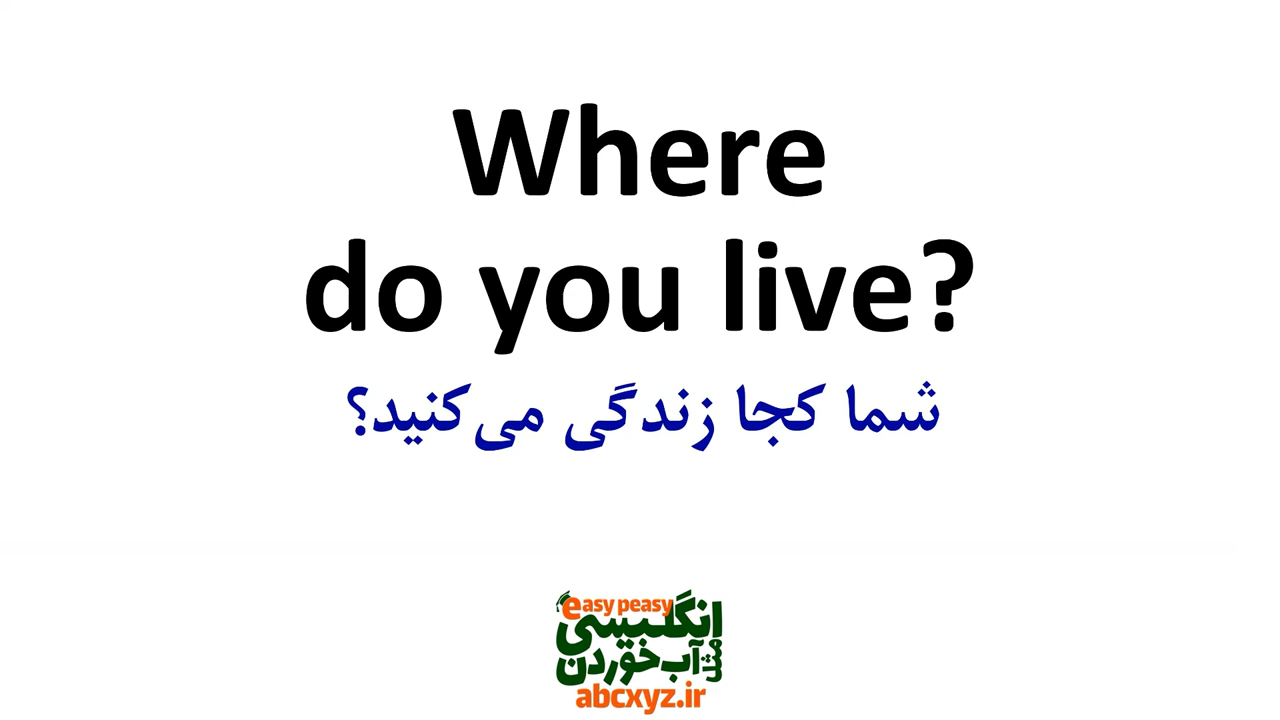 Where
do you live?
شما کجا زندگی می‌کنید؟
easy peasy
انگلیسی
مثل آب خوردن
abcxyz.ir